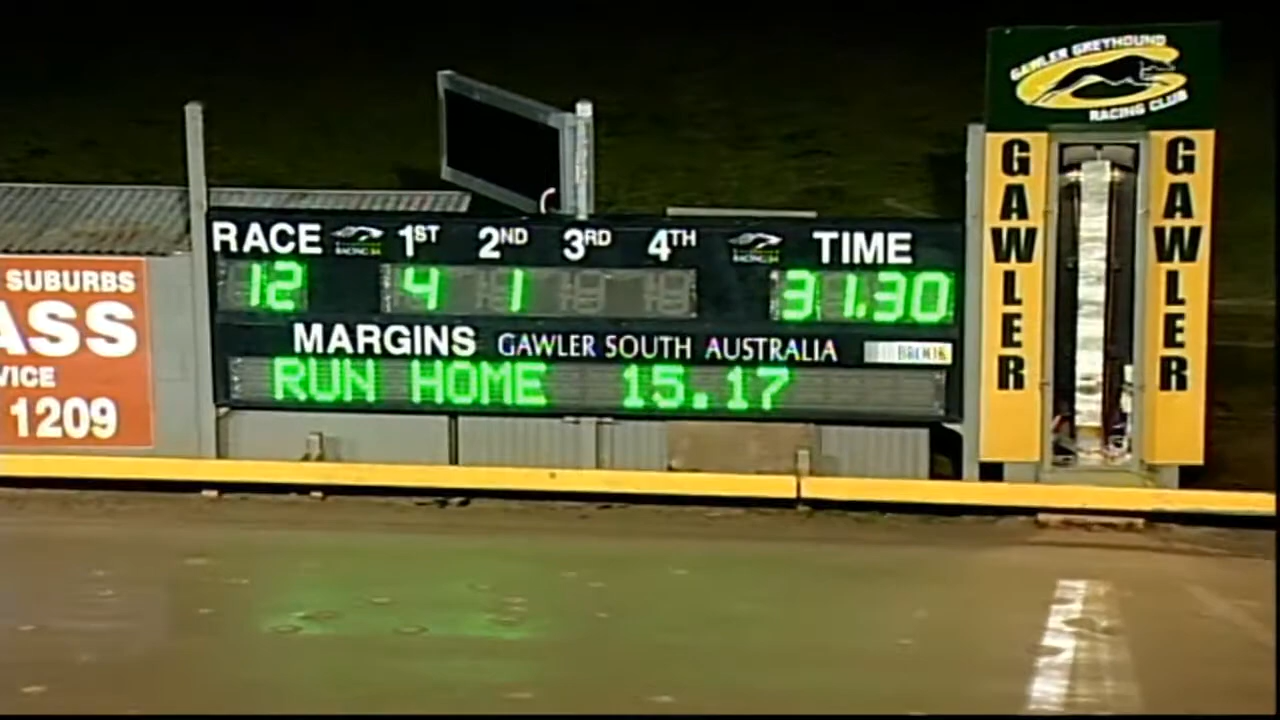 GAWLER GREYHOUND
RACING CLUB
GAWLER
GAWLER
RACE 1ST 2ND 3RD 4TH TIME
12 4 1 31.30
MARGINS GAWLER SOUTH AUSTRALIA
RUN HOME 15.17
SUBURBS
ASS
VICE
1209